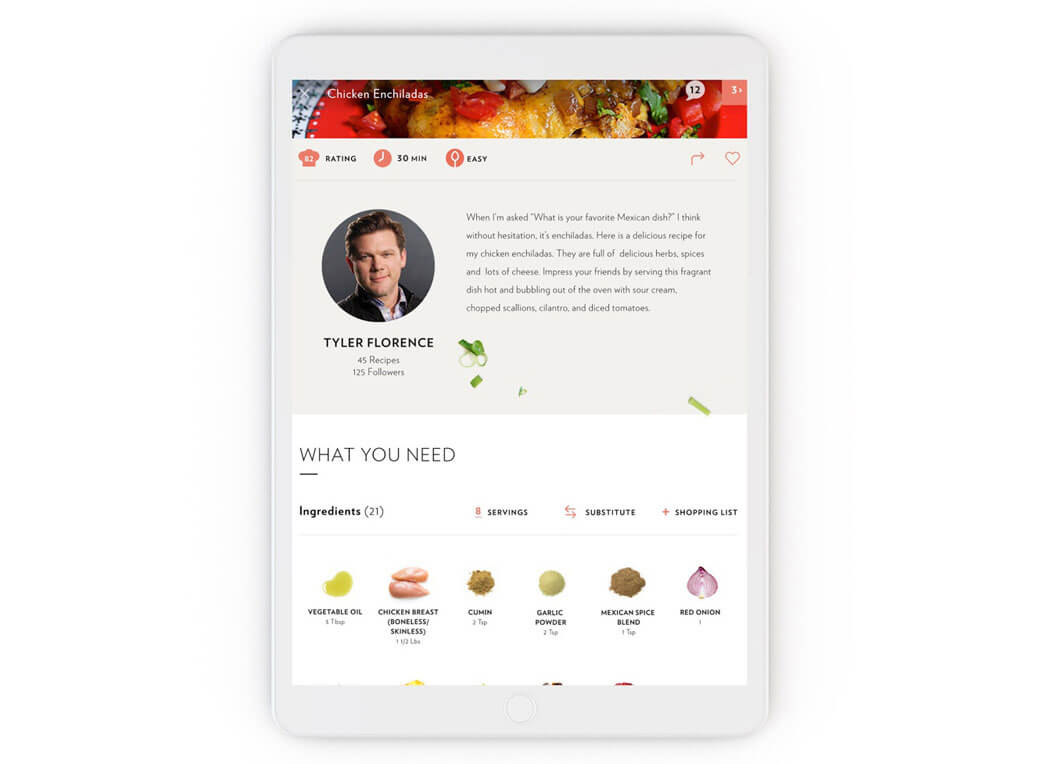 Chicken Enchiladas
12
3 ›
82 RATING
30 MIN
EASY
When I'm asked "What is your favorite Mexican dish?" I think
without hesitation, it's enchiladas. Here is a delicious recipe for
my chicken enchiladas. They are full of delicious herbs, spices
and lots of cheese. Impress your friends by serving this fragrant
dish hot and bubbling out of the oven with sour cream,
chopped scallions, cilantro, and diced tomatoes.
TYLER FLORENCE
45 Recipes
125 Followers
WHAT YOU NEED
Ingredients (21)
8 SERVINGS
SUBSTITUTE
+ SHOPPING LIST
VEGETABLE OIL
Tbsp
CHICKEN BREAST
(BONELESS/
SKINLESS)
1 1/2 Lbs
CUMIN
2 Tsp
GARLIC
POWDER
2 Tsp
MEXICAN SPICE
BLEND
1 Tsp
RED ONION
1